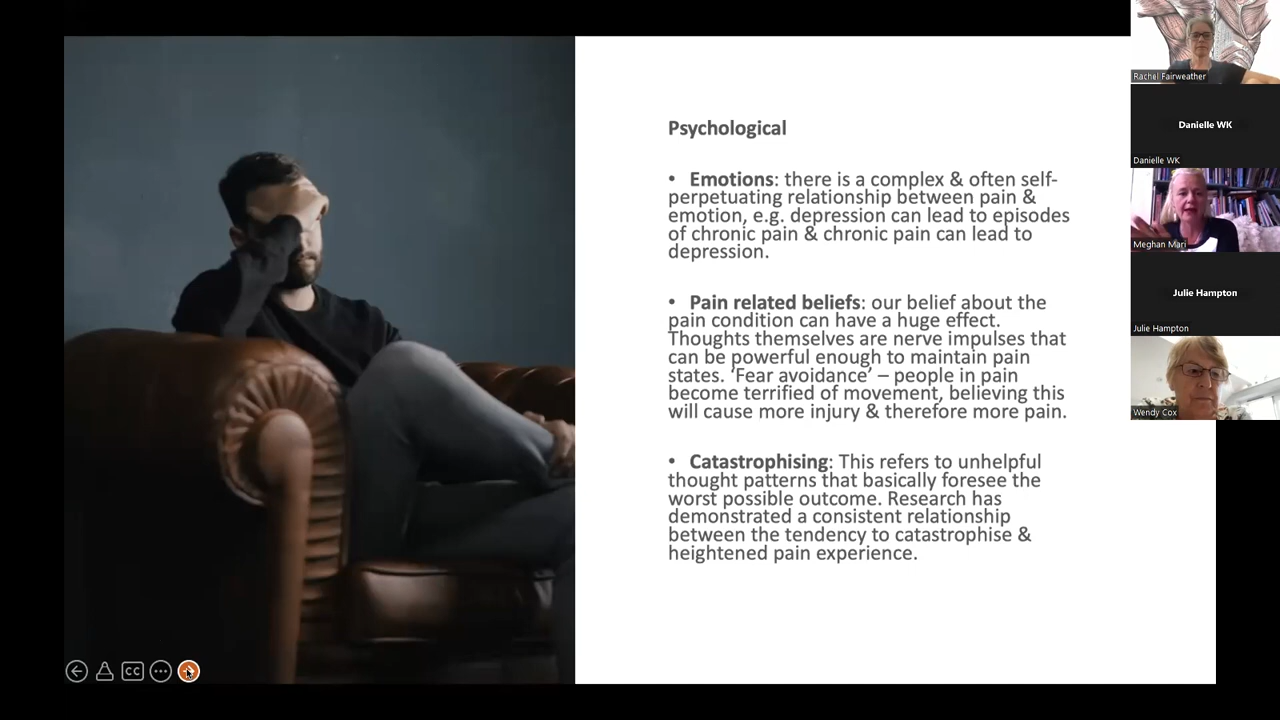 Psychological
• Emotions: there is a complex & often self-
perpetuating relationship between pain &
emotion, e.g. depression can lead to episodes
of chronic pain & chronic pain can lead to
depression.
• Pain related beliefs: our belief about the
pain condition can have a huge effect.
Thoughts themselves are nerve impulses that
can be powerful enough to maintain pain
states. ‘Fear avoidance’ – people in pain
become terrified of movement, believing this
will cause more injury & therefore more pain.
• Catastrophising: This refers to unhelpful
thought patterns that basically foresee the
worst possible outcome. Research has
demonstrated a consistent relationship
between the tendency to catastrophise &
heightened pain experience.
Rachel Fairweather
Danielle WK
Danielle WK
Meghan Mari
Julie Hampton
Julie Hampton
Wendy Cox
CC